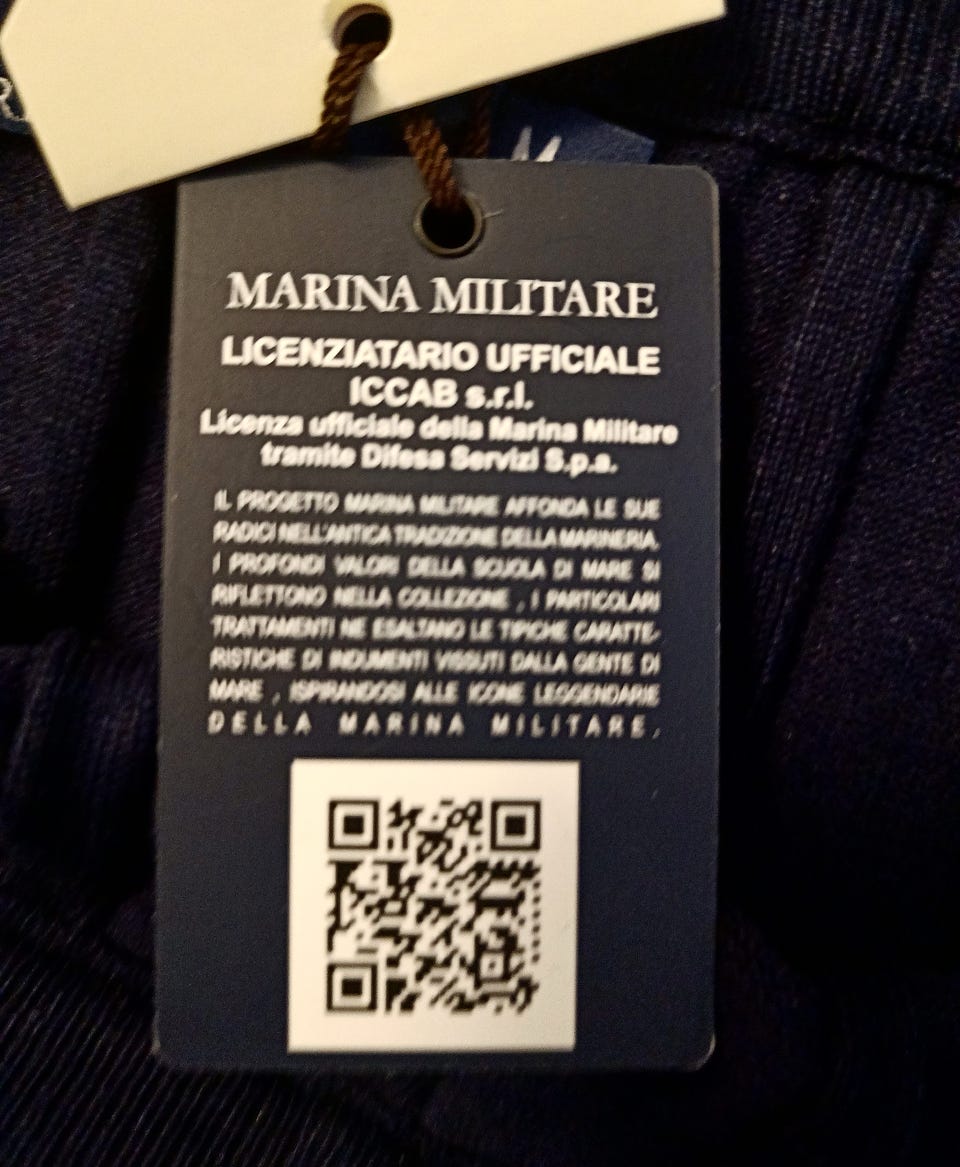 MARINA MILITARE
LICENZIATARIO UFFICIALE
ICCAB s.r.l.
Licenza ufficiale della Marina Militare
tramite Difesa Servizi S.p.a.
IL PROGETTO MARINA MILITARE AFFONDA LE SUE
RADICI NELL'ANTICA TRADIZIONE DELLA MARINERIA.
I PROFONDI VALORI DELLA SCUOLA DI MARE SI
RIFLETTONO NELLA COLLEZIONE , I PARTICOLARI
TRATTAMENTI NE ESALTANO LE TIPICHE CARATTE-
RISTICHE DI INDUMENTI VISSUTI DALLA GENTE DI
MARE , ISPIRANDOSI ALLE ICONE LEGGENDARIE
DELLA MARINA MILITARE.